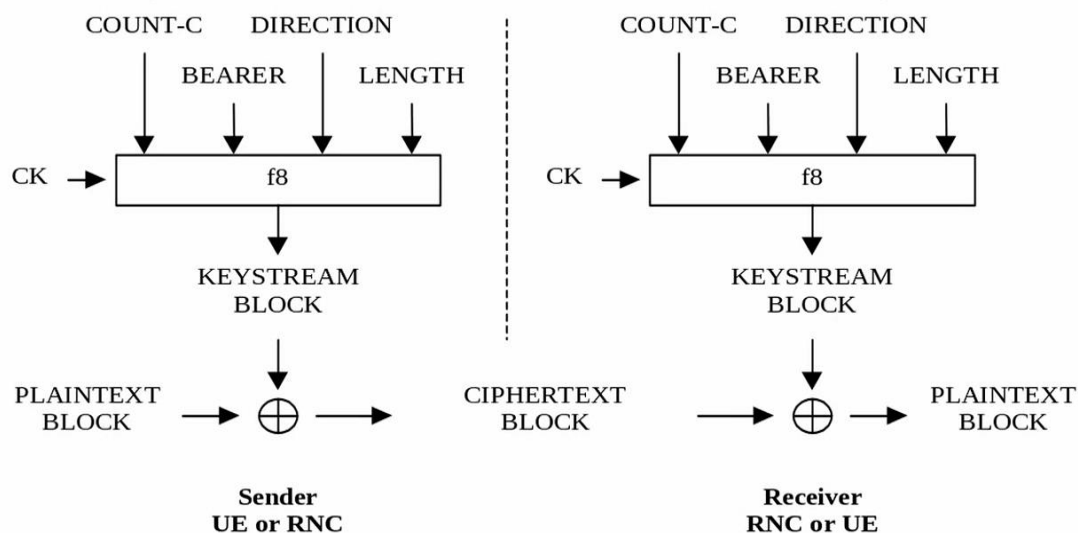 COUNT-C DIRECTION COUNT-C DIRECTION
BEARER LENGTH BEARER LENGTH
CK f8 CK f8
KEYSTREAM KEYSTREAM
BLOCK BLOCK
PLAINTEXT CIPHERTEXT PLAINTEXT
BLOCK BLOCK BLOCK
Sender Receiver
UE or RNC RNC or UE